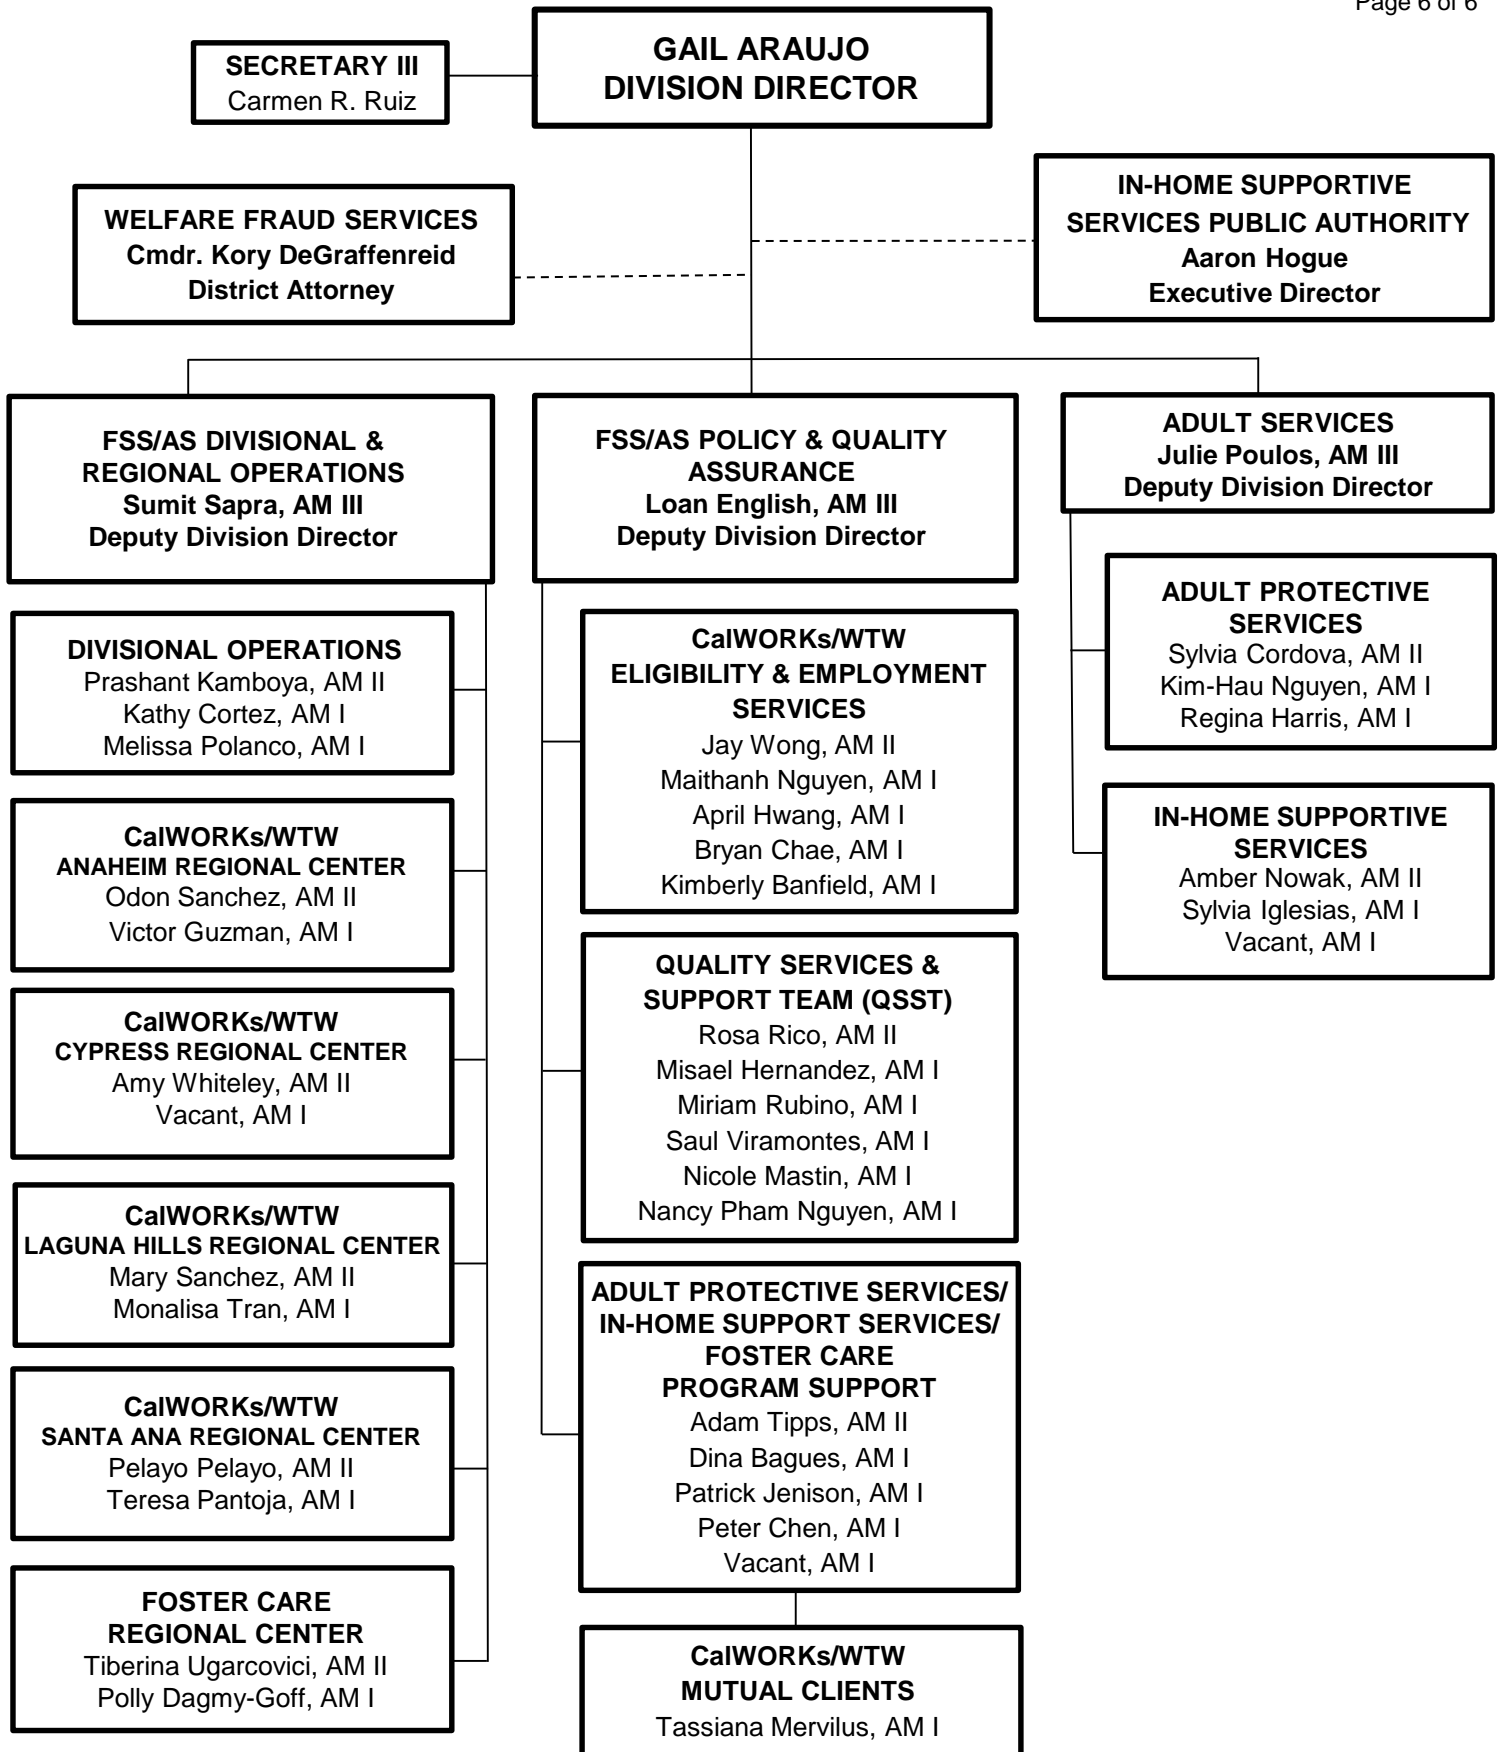 Page 6 of 6
GAIL ARAUJO
DIVISION DIRECTOR
SECRETARY III
Carmen R. Ruiz
WELFARE FRAUD SERVICES
Cmdr. Kory DeGraffenreid
District Attorney
IN-HOME SUPPORTIVE
SERVICES PUBLIC AUTHORITY
Aaron Hogue
Executive Director
FSS/AS DIVISIONAL &
REGIONAL OPERATIONS
Sumit Sapra, AM III
Deputy Division Director
DIVISIONAL OPERATIONS
Prashant Kamboya, AM II
Kathy Cortez, AM I
Melissa Polanco, AM I
CalWORKs/WTW
ANAHEIM REGIONAL CENTER
Odon Sanchez, AM II
Victor Guzman, AM I
CalWORKs/WTW
CYPRESS REGIONAL CENTER
Amy Whiteley, AM II
Vacant, AM I
CalWORKs/WTW
LAGUNA HILLS REGIONAL CENTER
Mary Sanchez, AM II
Monalisa Tran, AM I
CalWORKs/WTW
SANTA ANA REGIONAL CENTER
Pelayo Pelayo, AM II
Teresa Pantoja, AM I
FOSTER CARE
REGIONAL CENTER
Tiberina Ugarcovici, AM II
Polly Dagmy-Goff, AM I
FSS/AS POLICY & QUALITY
ASSURANCE
Loan English, AM III
Deputy Division Director
CalWORKs/WTW
ELIGIBILITY & EMPLOYMENT
SERVICES
Jay Wong, AM II
Maithanh Nguyen, AM I
April Hwang, AM I
Bryan Chae, AM I
Kimberly Banfield, AM I
QUALITY SERVICES &
SUPPORT TEAM (QSST)
Rosa Rico, AM II
Misael Hernandez, AM I
Miriam Rubino, AM I
Saul Viramontes, AM I
Nicole Mastin, AM I
Nancy Pham Nguyen, AM I
ADULT PROTECTIVE SERVICES/
IN-HOME SUPPORT SERVICES/
FOSTER CARE
PROGRAM SUPPORT
Adam Tipps, AM II
Dina Bagues, AM I
Patrick Jenison, AM I
Peter Chen, AM I
Vacant, AM I
CalWORKs/WTW
MUTUAL CLIENTS
Tassiana Mervilus, AM I
ADULT SERVICES
Julie Poulos, AM III
Deputy Division Director
ADULT PROTECTIVE
SERVICES
Sylvia Cordova, AM II
Kim-Hau Nguyen, AM I
Regina Harris, AM I
IN-HOME SUPPORTIVE
SERVICES
Amber Nowak, AM II
Sylvia Iglesias, AM I
Vacant, AM I